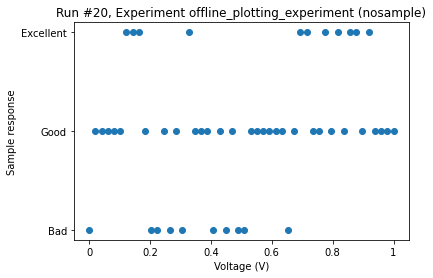 Run #20, Experiment offline_plotting_experiment (nosample)
Excellent
Good
Bad
Sample response
0
0.2
0.4
0.6
0.8
1
Voltage (V)